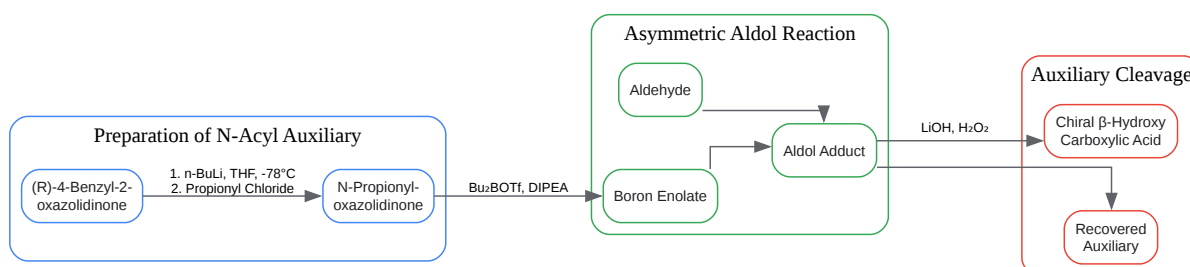 Preparation of N-Acyl Auxiliary
(R)-4-Benzyl-2-
oxazolidinone
1. n-BuLi, THF, -78°C
2. Propionyl Chloride
N-Propionyl-
oxazolidinone
Bu₂BOTf, DIPEA
Asymmetric Aldol Reaction
Aldehyde
Boron Enolate
Aldol Adduct
LiOH, H₂O₂
Auxiliary Cleavage
Chiral β-Hydroxy
Carboxylic Acid
Recovered
Auxiliary